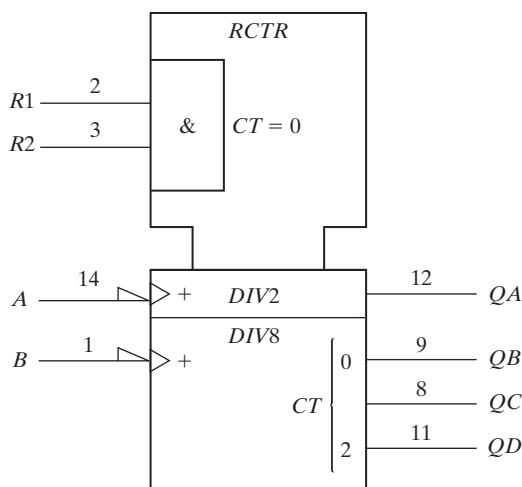 RCTR
R1 2
R2 3
& CT = 0
A 14 + DIV2 12 QA
DIV8
B 1 + 0 9 QB
CT 8 QC
2 11 QD